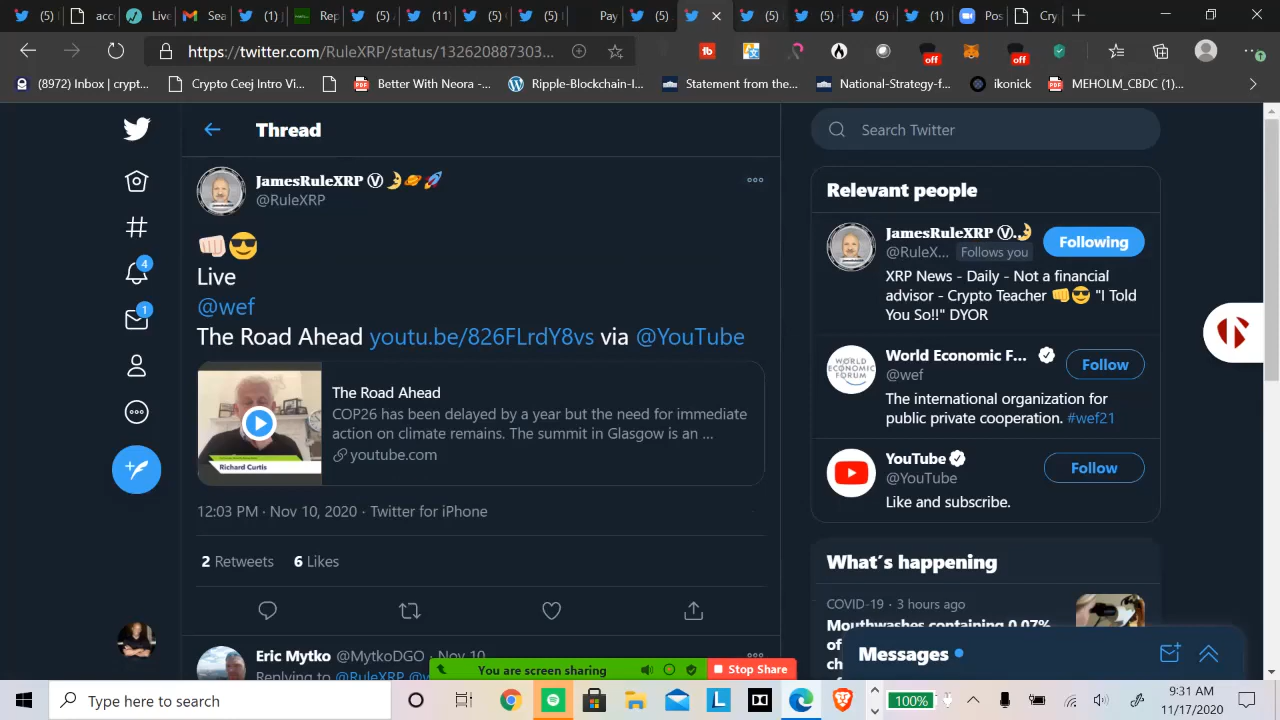 (5)
acc
Live
Sea
(1)
Rep
(5)
(11)
(5)
(5)
Pay
(5)
(5)
(5)
(5)
(1)
Pos
Cry
https://twitter.com/RuleXRP/status/132620887303...
off
off
(8972) Inbox | crypt...
Crypto Ceej Intro Vi...
PDF
Better With Neora -...
Ripple-Blockchain-I...
Statement from the...
National-Strategy-f...
ikonick
PDF
MEHOLM_CBDC (1)...
Thread
Search Twitter
JamesRuleXRP Ⓥ🌛🪐🚀
@RuleXRP
👊🏻😎
Live
@wef
The Road Ahead youtu.be/826FLrdY8vs via @YouTube
The Road Ahead
COP26 has been delayed by a year but the need for immediate
action on climate remains. The summit in Glasgow is an ...
youtube.com
Richard Curtis
12:03 PM · Nov 10, 2020 · Twitter for iPhone
2 Retweets 6 Likes
Eric Mytko @MytkoDGO · Nov 10
Replying to @RuleXRP
4
1
Relevant people
JamesRuleXRP Ⓥ.🌛
@RuleX... Follows you
Following
XRP News - Daily - Not a financial
advisor - Crypto Teacher 👊😎 "I Told
You So!!" DYOR
WORLD
ECONOMIC
FORUM
World Economic F...
@wef
Follow
The international organization for
public private cooperation. #wef21
YouTube
@YouTube
Follow
Like and subscribe.
What's happening
COVID-19 · 3 hours ago
Mouthwashes containing 0.07%
of
ch
Messages
You are screen sharing
Stop Share
Type here to search
100%
9:31 AM
11/17/2020